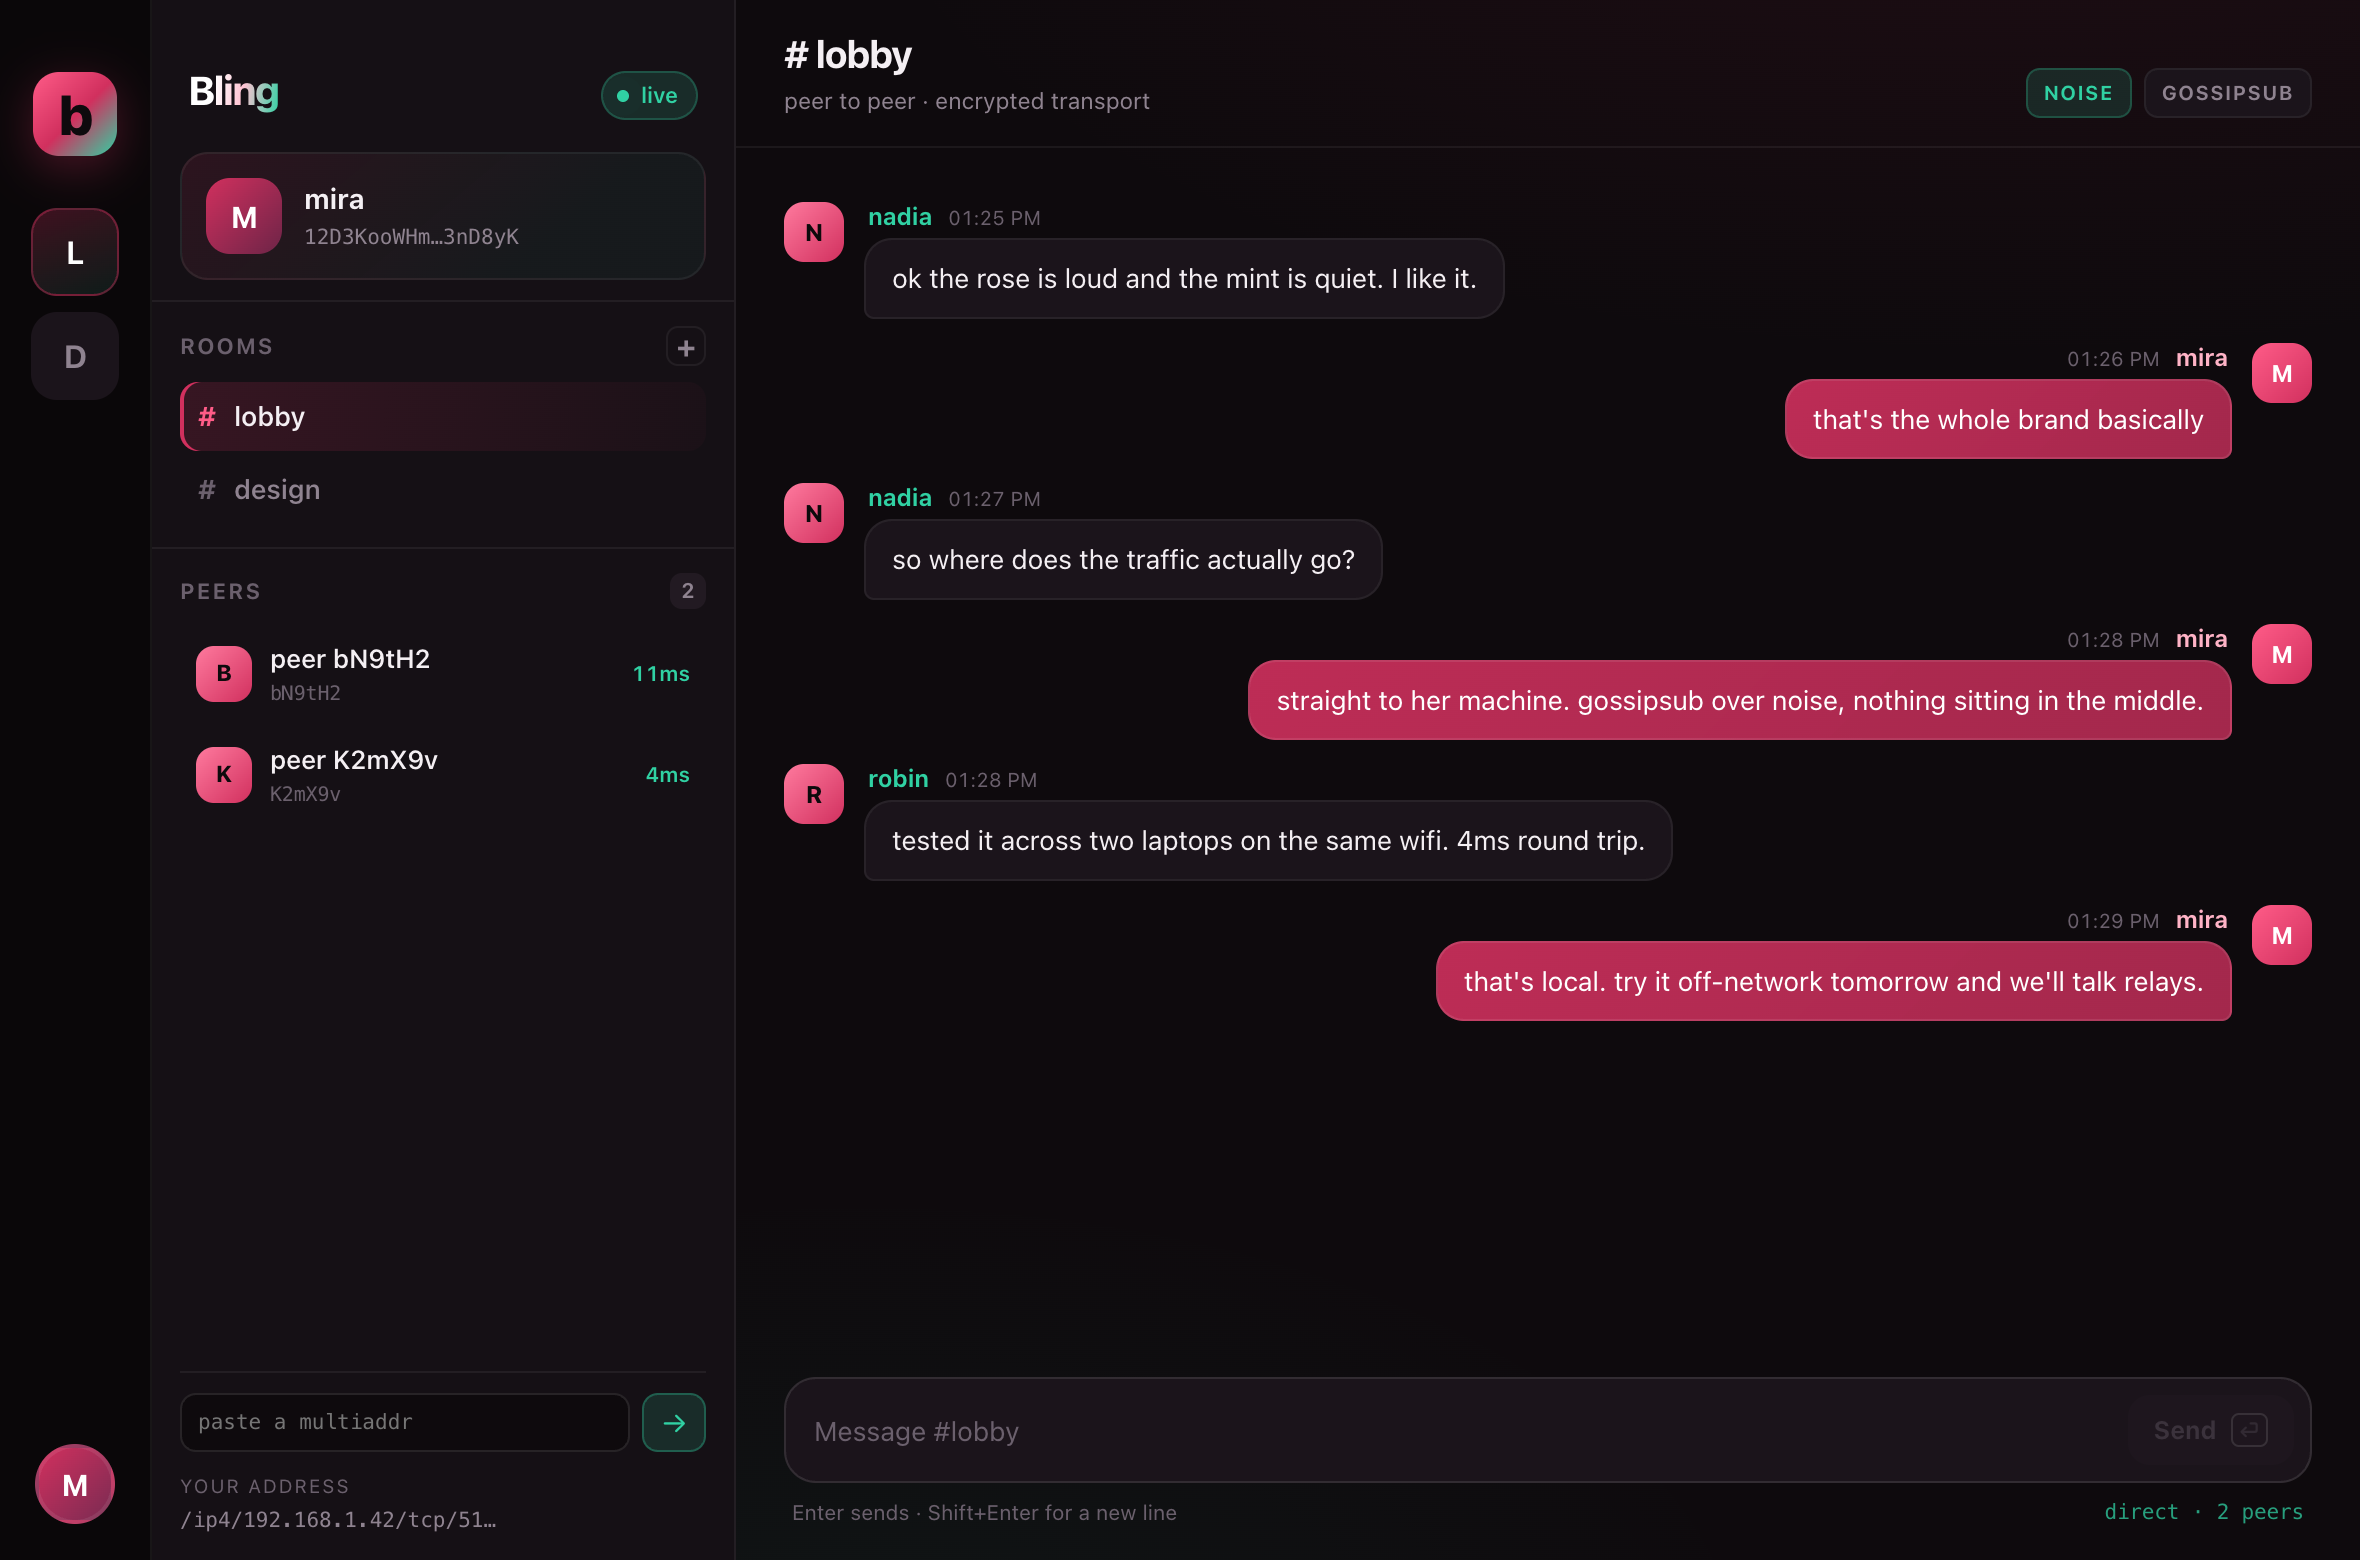 b
L
D
M
Bling
live
M
mira
12D3KooWHm…3nD8yK
ROOMS
+
# lobby
# design
PEERS
2
B
peer bN9tH2
bN9tH2
11ms
K
peer K2mX9v
K2mX9v
4ms
paste a multiaddr
→
YOUR ADDRESS
/ip4/192.168.1.42/tcp/51…
# lobby
peer to peer · encrypted transport
NOISE
GOSSIPSUB
N
nadia 01:25 PM
ok the rose is loud and the mint is quiet. I like it.
01:26 PM mira
M
that's the whole brand basically
N
nadia 01:27 PM
so where does the traffic actually go?
01:28 PM mira
M
straight to her machine. gossipsub over noise, nothing sitting in the middle.
R
robin 01:28 PM
tested it across two laptops on the same wifi. 4ms round trip.
01:29 PM mira
M
that's local. try it off-network tomorrow and we'll talk relays.
Message #lobby
Send
Enter sends · Shift+Enter for a new line
direct · 2 peers